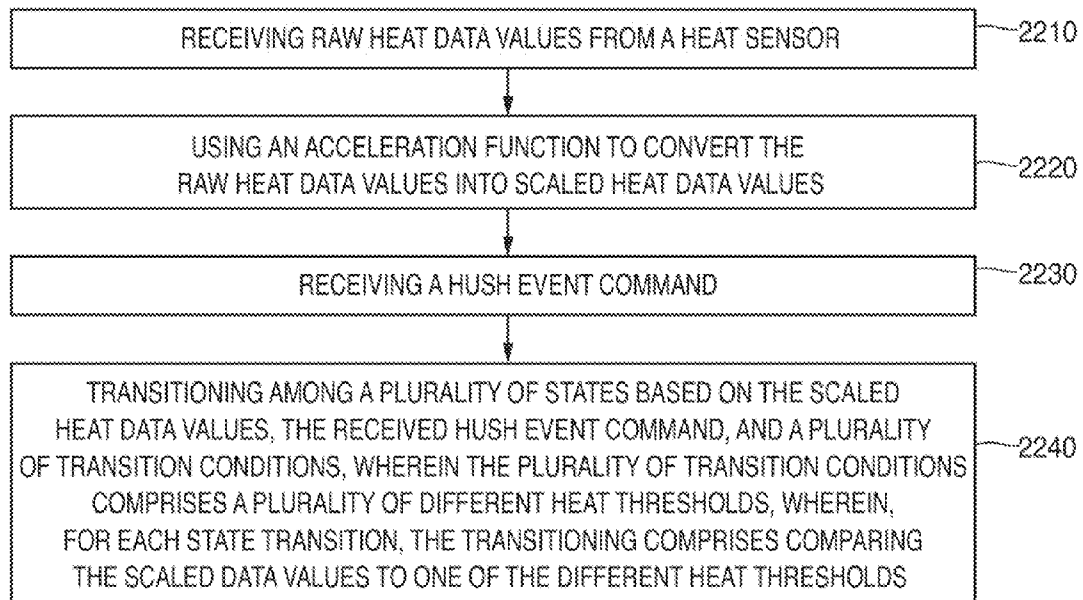 RECEIVING RAW HEAT DATA VALUES FROM A HEAT SENSOR
2210
USING AN ACCELERATION FUNCTION TO CONVERT THE
RAW HEAT DATA VALUES INTO SCALED HEAT DATA VALUES
2220
RECEIVING A HUSH EVENT COMMAND
2230
TRANSITIONING AMONG A PLURALITY OF STATES BASED ON THE SCALED
HEAT DATA VALUES, THE RECEIVED HUSH EVENT COMMAND, AND A PLURALITY
OF TRANSITION CONDITIONS, WHEREIN THE PLURALITY OF TRANSITION CONDITIONS
COMPRISES A PLURALITY OF DIFFERENT HEAT THRESHOLDS, WHEREIN,
FOR EACH STATE TRANSITION, THE TRANSITIONING COMPRISES COMPARING
THE SCALED DATA VALUES TO ONE OF THE DIFFERENT HEAT THRESHOLDS
2240